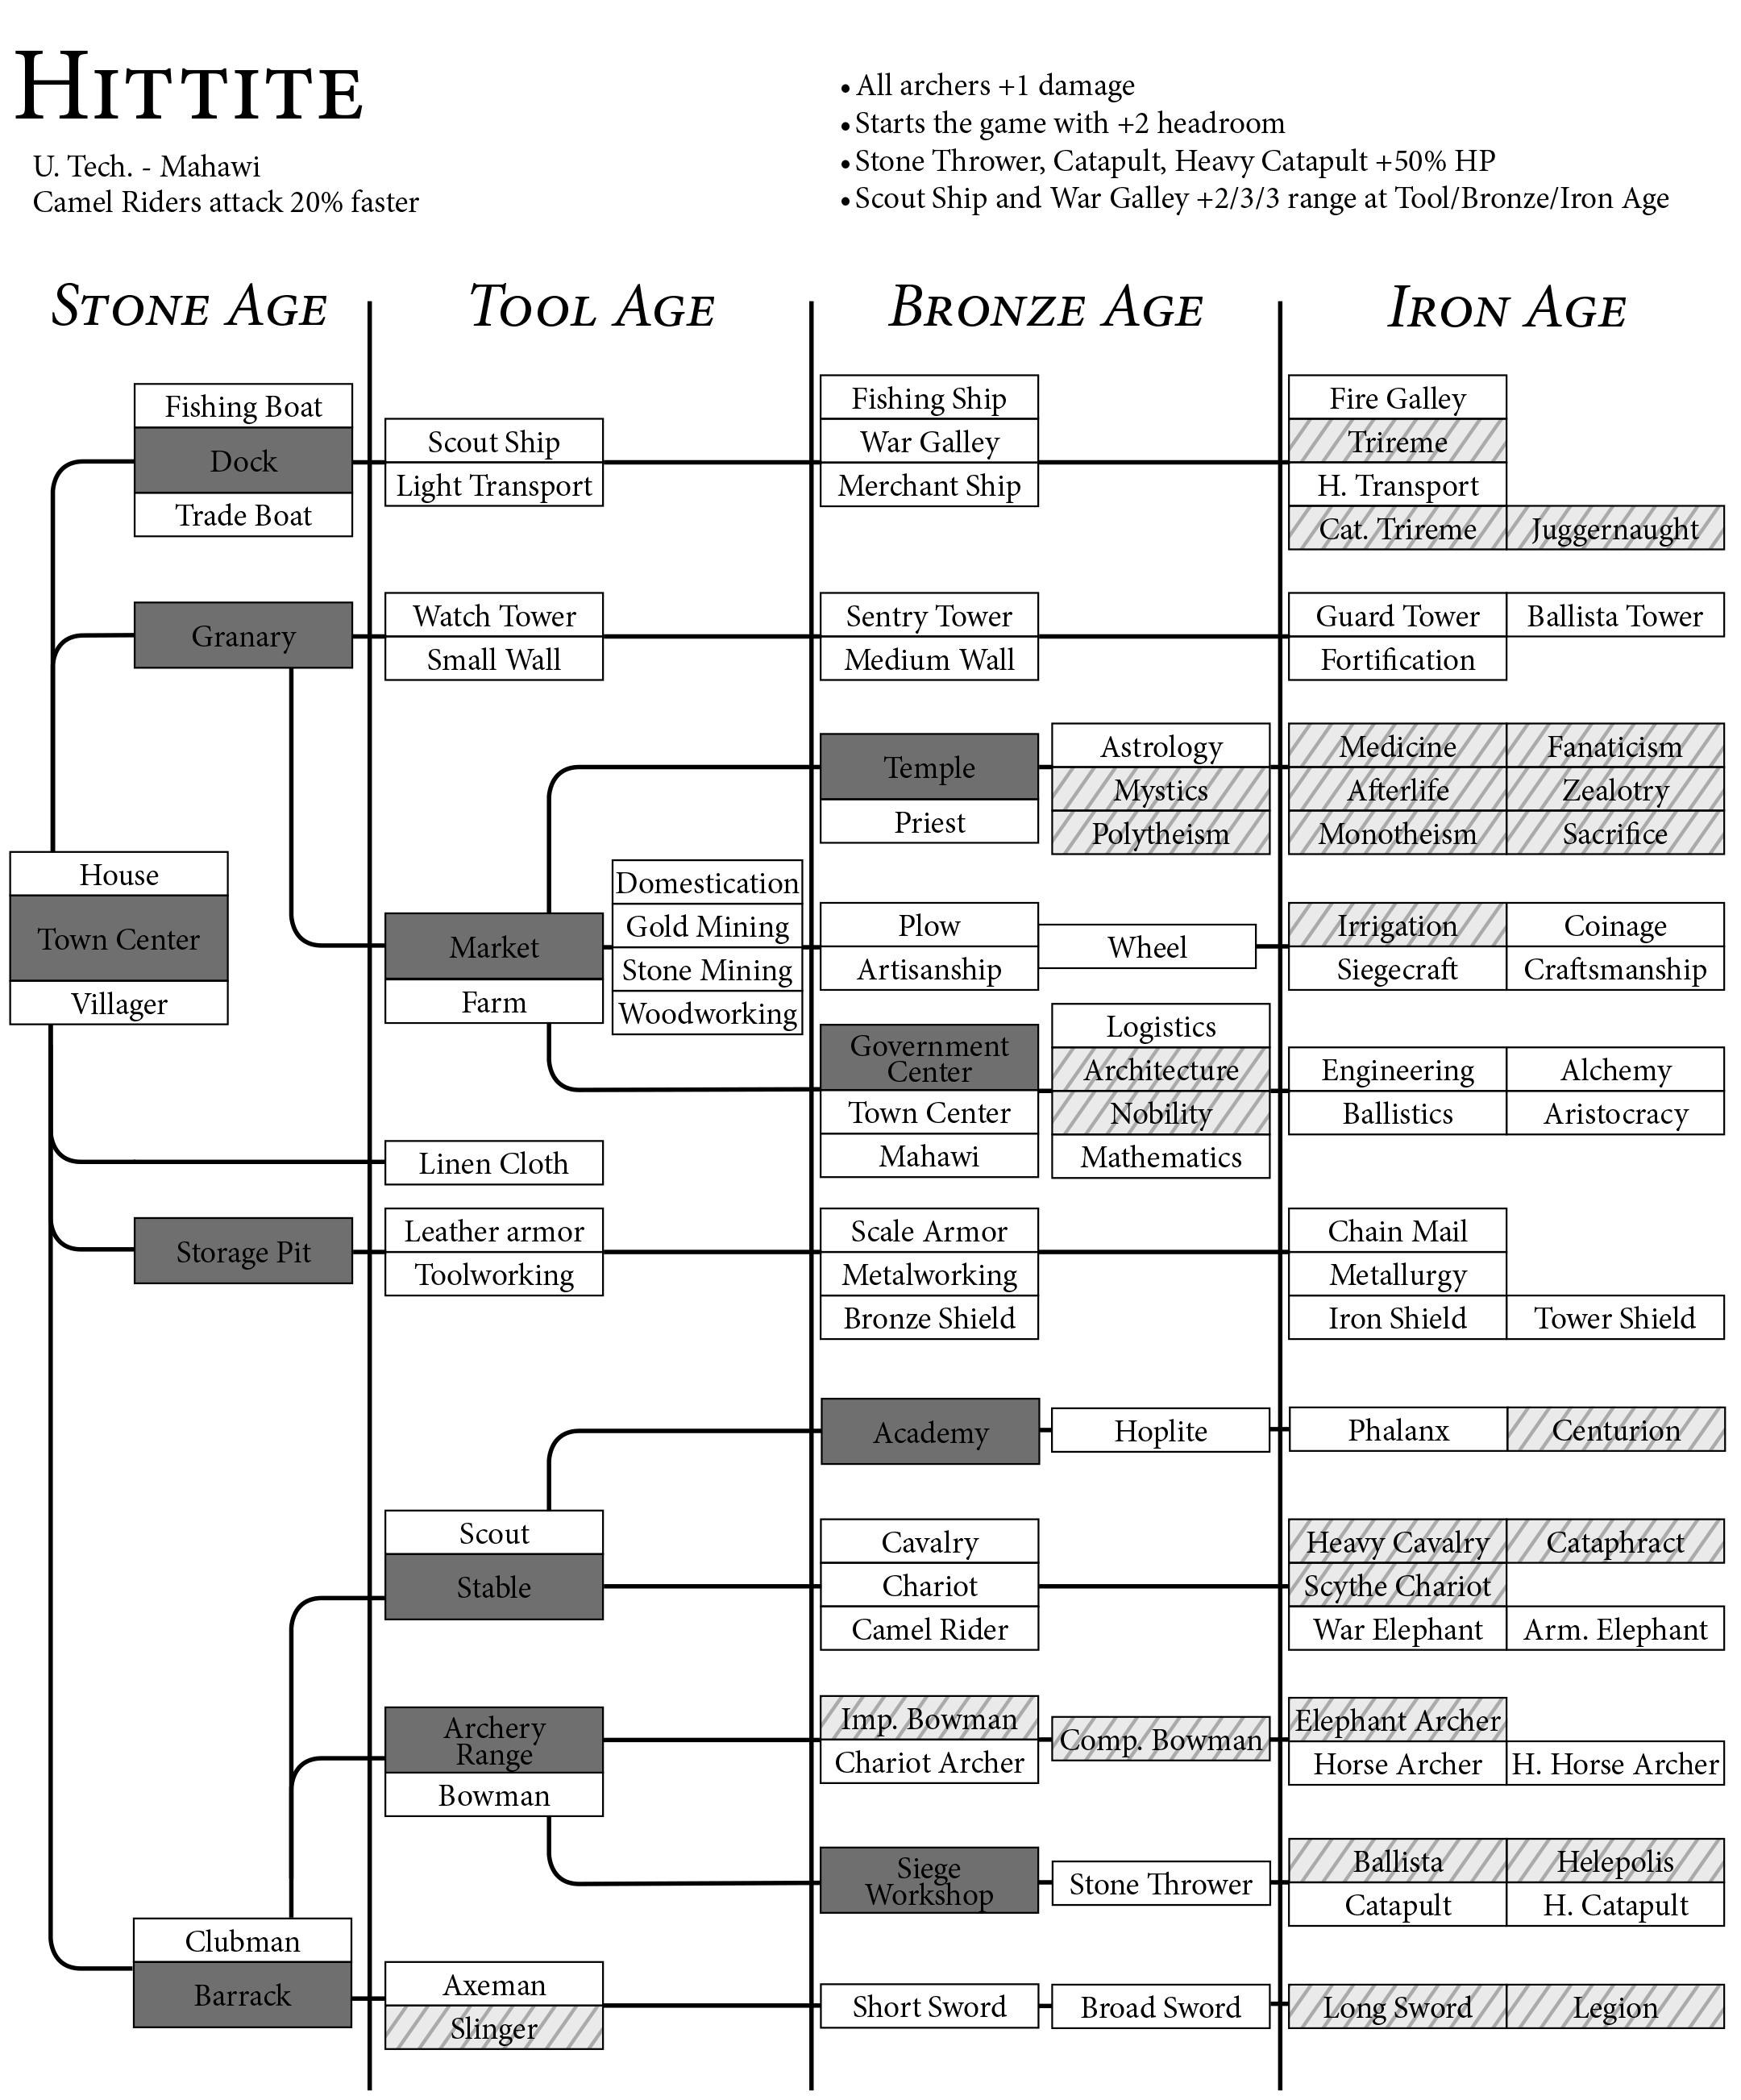 HITTITE
U. Tech. - Mahawi
Camel Riders attack 20% faster
• All archers +1 damage
• Starts the game with +2 headroom
• Stone Thrower, Catapult, Heavy Catapult +50% HP
• Scout Ship and War Galley +2/3/3 range at Tool/Bronze/Iron Age
STONE AGE
TOOL AGE
BRONZE AGE
IRON AGE
Fishing Boat
Dock
Trade Boat
Scout Ship
Light Transport
Fishing Ship
War Galley
Merchant Ship
Fire Galley
Trireme
H. Transport
Cat. Trireme
Juggernaught
Granary
Watch Tower
Small Wall
Sentry Tower
Medium Wall
Guard Tower
Ballista Tower
Fortification
Temple
Priest
Astrology
Mystics
Polytheism
Medicine
Fanaticism
Afterlife
Zealotry
Monotheism
Sacrifice
House
Town Center
Villager
Market
Farm
Domestication
Gold Mining
Stone Mining
Woodworking
Plow
Artisanship
Wheel
Irrigation
Coinage
Siegecraft
Craftsmanship
Government
Center
Town Center
Mahawi
Logistics
Architecture
Nobility
Mathematics
Engineering
Alchemy
Ballistics
Aristocracy
Linen Cloth
Storage Pit
Leather armor
Toolworking
Scale Armor
Metalworking
Bronze Shield
Chain Mail
Metallurgy
Iron Shield
Tower Shield
Academy
Hoplite
Phalanx
Centurion
Scout
Stable
Cavalry
Chariot
Camel Rider
Heavy Cavalry
Cataphract
Scythe Chariot
War Elephant
Arm. Elephant
Archery
Range
Bowman
Imp. Bowman
Chariot Archer
Comp. Bowman
Elephant Archer
Horse Archer
H. Horse Archer
Siege
Workshop
Stone Thrower
Ballista
Helepolis
Catapult
H. Catapult
Clubman
Barrack
Axeman
Slinger
Short Sword
Broad Sword
Long Sword
Legion